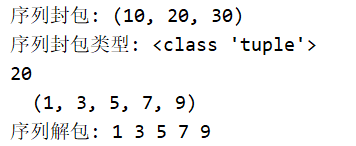 序列封包: (10, 20, 30)
序列封包类型: <class 'tuple'>
20
  (1, 3, 5, 7, 9)
序列解包: 1 3 5 7 9